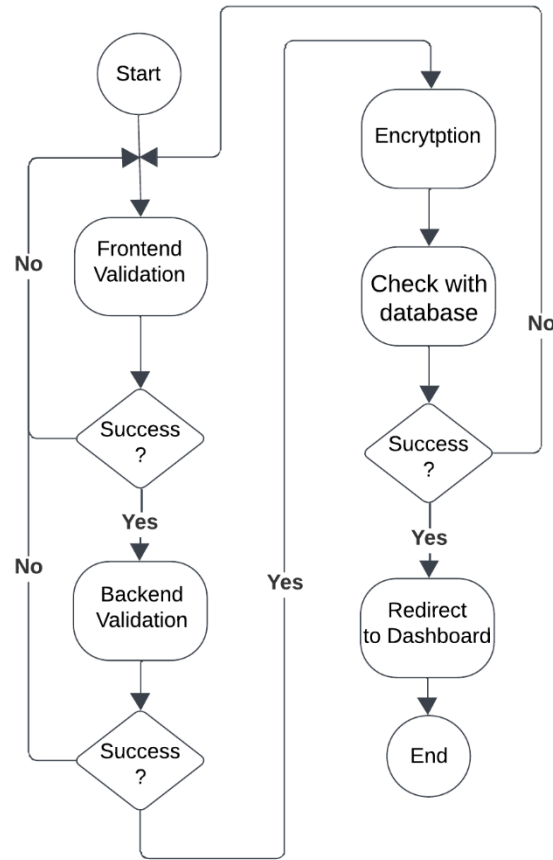 Start
Frontend
Validation
No
Success
?
Yes
Backend
Validation
No
Success
?
Yes
Encrytption
Check with
database
No
Success
?
Yes
Redirect
to Dashboard
End